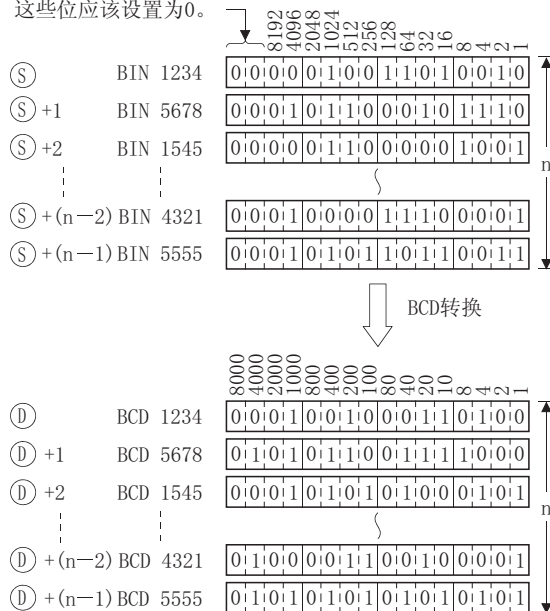 这些位应该设置为0。
8192 4096 2048 1024 512 256 128 64 32 16 8 4 2 1
Ⓢ BIN 1234 0000010011010010
Ⓢ+1 BIN 5678 0001011000101110
Ⓢ+2 BIN 1545 0000011000001001
n
Ⓢ+(n-2) BIN 4321 0001000011100001
Ⓢ+(n-1) BIN 5555 0001010110110011
BCD转换
8000 4000 2000 1000 800 400 200 100 80 40 20 10 8 4 2 1
Ⓓ BCD 1234 0001001000110100
Ⓓ+1 BCD 5678 0101011001111000
Ⓓ+2 BCD 1545 0001010101000101
n
Ⓓ+(n-2) BCD 4321 0100001100100001
Ⓓ+(n-1) BCD 5555 0101010101010101